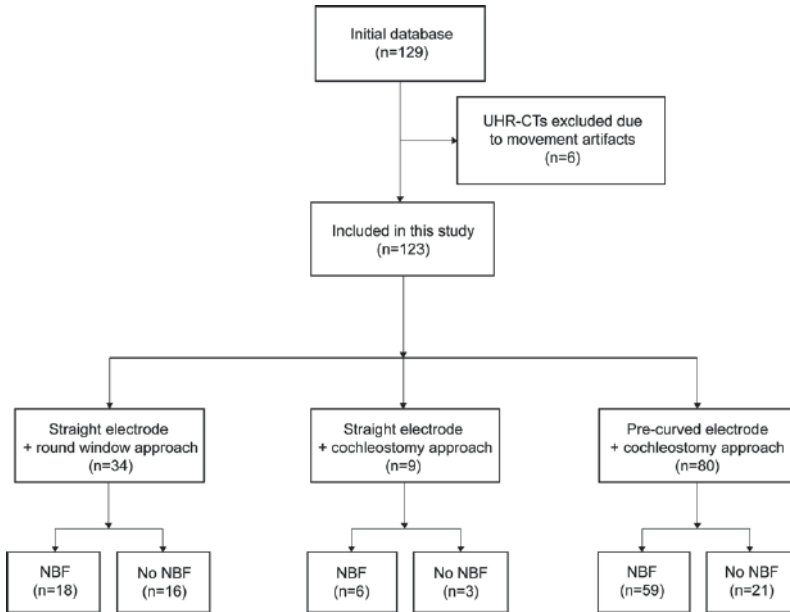 Initial database
(n=129)
UHR-CTs excluded due
to movement artifacts
(n=6)
Included in this study
(n=123)
Straight electrode
+ round window approach
(n=34)
Straight electrode
+ cochleostomy approach
(n=9)
Pre-curved electrode
+ cochleostomy approach
(n=80)
NBF
(n=18)
No NBF
(n=16)
NBF
(n=6)
No NBF
(n=3)
NBF
(n=59)
No NBF
(n=21)